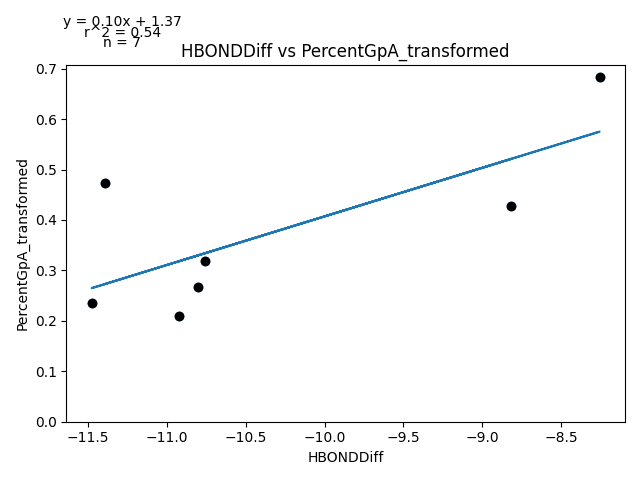 y = 0.10x + 1.37
r^2 = 0.54
n = 7
HBONDDiff vs PercentGpA_transformed
0.7
0.6
0.5
0.4
0.3
0.2
0.1
0.0
PercentGpA_transformed
−11.5 −11.0 −10.5 −10.0 −9.5 −9.0 −8.5
HBONDDiff